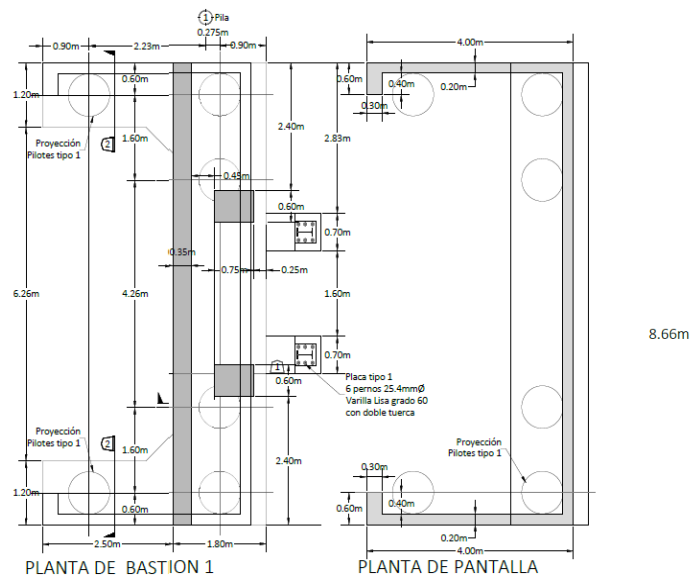 1 Pila
0.275m
0.90m
2.23m
0.90m
4.00m
0.60m
0.60m
0.40m
1.20m
0.20m
0.30m
2.40m
2.83m
Proyección
Pilotes tipo 1
1.60m
2
0.45m
0.60m
0.70m
0.35m
0.75m
0.25m
6.26m
4.26m
1.60m
8.66m
0.70m
1
0.60m
Placa tipo 1
6 pernos 25.4mmØ
Varilla Lisa grado 60
con doble tuerca
Proyección
Pilotes tipo 1
2
1.60m
2.40m
Proyección
Pilotes tipo 1
0.30m
1.20m
0.60m
0.60m
0.40m
0.20m
2.50m
1.80m
4.00m
PLANTA DE BASTION 1
PLANTA DE PANTALLA